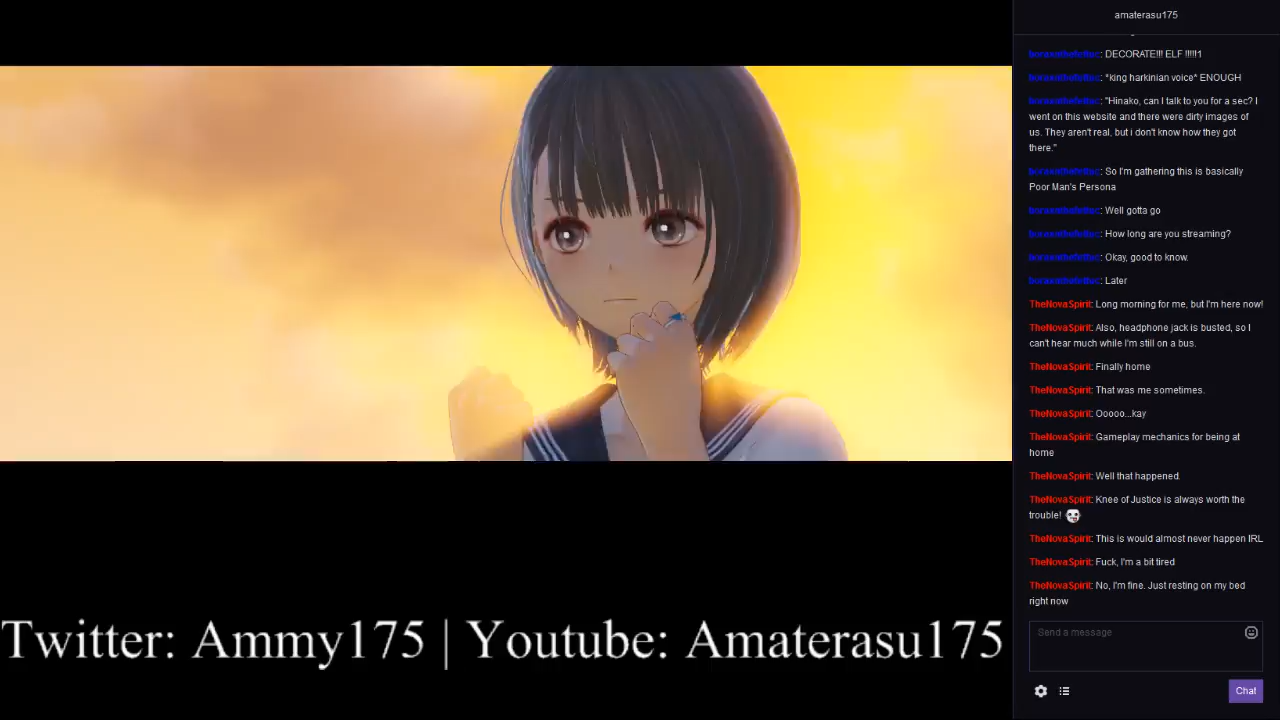 amaterasu175
: DECORATE!!! ELF !!!!!1
: *king harkinian voice* ENOUGH
: "Hinako, can I talk to you for a sec? I
went on this website and there were dirty images of
us. They aren't real, but i don't know how they got
there."
: So I'm gathering this is basically
Poor Man's Persona
: Well gotta go
: How long are you streaming?
: Okay, good to know.
: Later
TheNovaSpirit: Long morning for me, but I'm here now!
TheNovaSpirit: Also, headphone jack is busted, so I
can't hear much while I'm still on a bus.
TheNovaSpirit: Finally home
TheNovaSpirit: That was me sometimes.
TheNovaSpirit: Ooooo...kay
TheNovaSpirit: Gameplay mechanics for being at
home
TheNovaSpirit: Well that happened.
TheNovaSpirit: Knee of Justice is always worth the
trouble!
TheNovaSpirit: This is would almost never happen IRL
TheNovaSpirit: Fuck, I'm a bit tired
TheNovaSpirit: No, I'm fine. Just resting on my bed
right now
Send a message
Chat
Twitter: Ammy175 | Youtube: Amaterasu175